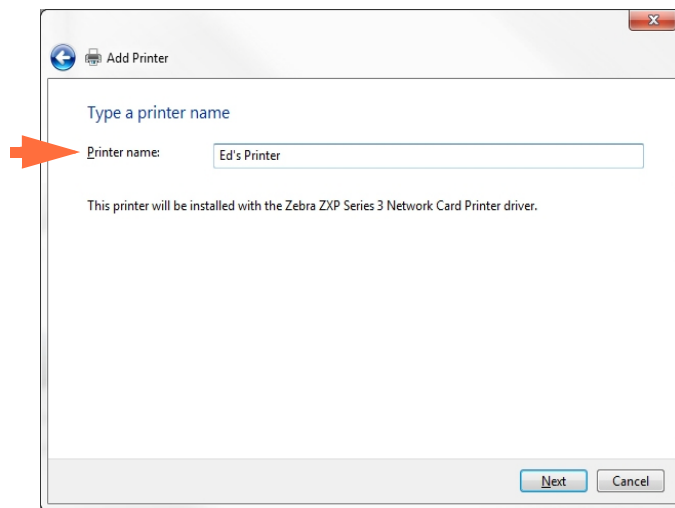 Add Printer
Type a printer name
Printer name:
Ed's Printer
This printer will be installed with the Zebra ZXP Series 3 Network Card Printer driver.
Next
Cancel